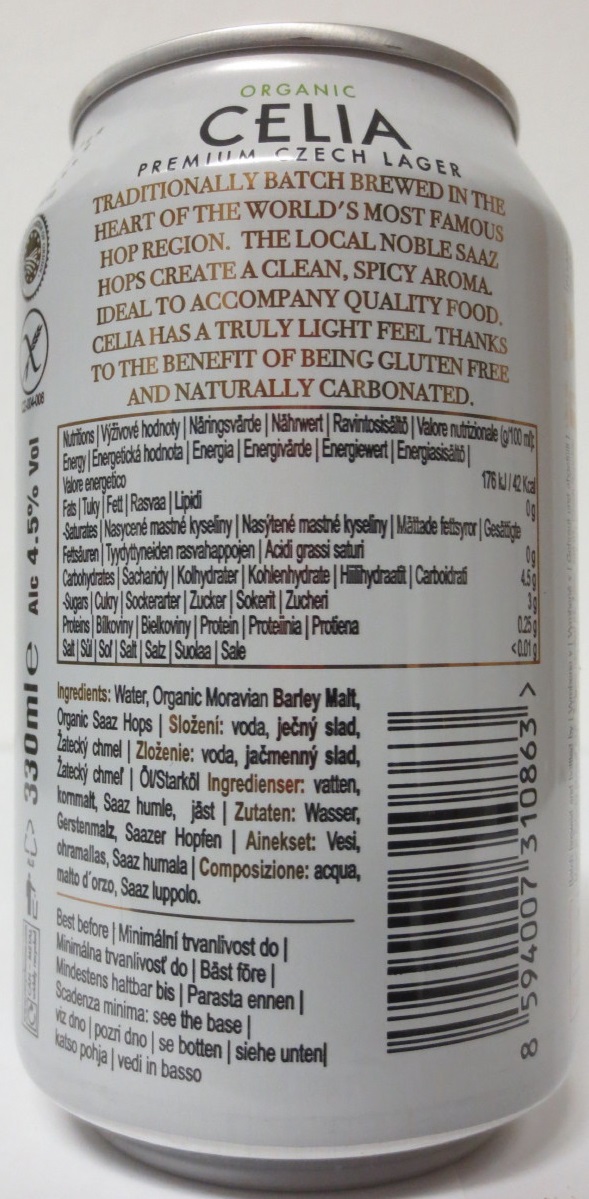 ORGANIC
CELIA
PREMIUM CZECH LAGER
TRADITIONALLY BATCH BREWED IN THE
HEART OF THE WORLD'S MOST FAMOUS
HOP REGION. THE LOCAL NOBLE SAAZ
HOPS CREATE A CLEAN, SPICY AROMA.
IDEAL TO ACCOMPANY QUALITY FOOD.
CELIA HAS A TRULY LIGHT FEEL THANKS
TO THE BENEFIT OF BEING GLUTEN FREE
AND NATURALLY CARBONATED.
Nutritions | Výživové hodnoty | Näringsvärde | Nährwert | Ravintosisältö | Valore nutrizionale (g/100 ml):
Energy | Energetická hodnota | Energia | Energivärde | Energiewert | Energiasisältö |
Valore energetico 176 kJ / 42 Kcal
Fats | Tuky | Fett | Rasvaa | Lipidi 0g
-Saturates | Nasycené mastné kyseliny | Nasýtené mastné kyseliny | Mättade fettsyror | Gesättigte
Fettsäuren | Tyydyttyneiden rasvahappojen | Acidi grassi saturi 0g
Carbohydrates | Sacharidy | Kolhydrater | Kohlenhydrate | Hiilihydraatit | Carboidrati 4.5g
-Sugars | Cukry | Sockerarter | Zucker | Sokerit | Zucheri 3g
Proteins | Bílkoviny | Bielkoviny | Protein | Proteiinia | Protiena 0.25g
Salt | Sůl | Soľ | Salt | Salz | Suolaa | Sale <0.01g
Ingredients: Water, Organic Moravian Barley Malt,
Organic Saaz Hops | Složení: voda, ječný slad,
Žatecký chmel | Zloženie: voda, jačmenný slad,
Žatecký chmeľ | Öl/Starköl Ingredienser: vatten,
kornmalt, Saaz humle, jäst | Zutaten: Wasser,
Gerstenmalz, Saazer Hopfen | Ainekset: Vesi,
ohramallas, Saaz humala | Composizione: acqua,
malto d´orzo, Saaz luppolo.
Best before | Minimální trvanlivost do |
Minimálna trvanlivosť do | Bäst före |
Mindestens haltbar bis | Parasta ennen |
Scadenza minima: see the base |
viz dno | pozri dno | se botten | siehe unten|
katso pohja | vedi in basso
8 594007 310863 >
330ml e Alc 4.5% Vol